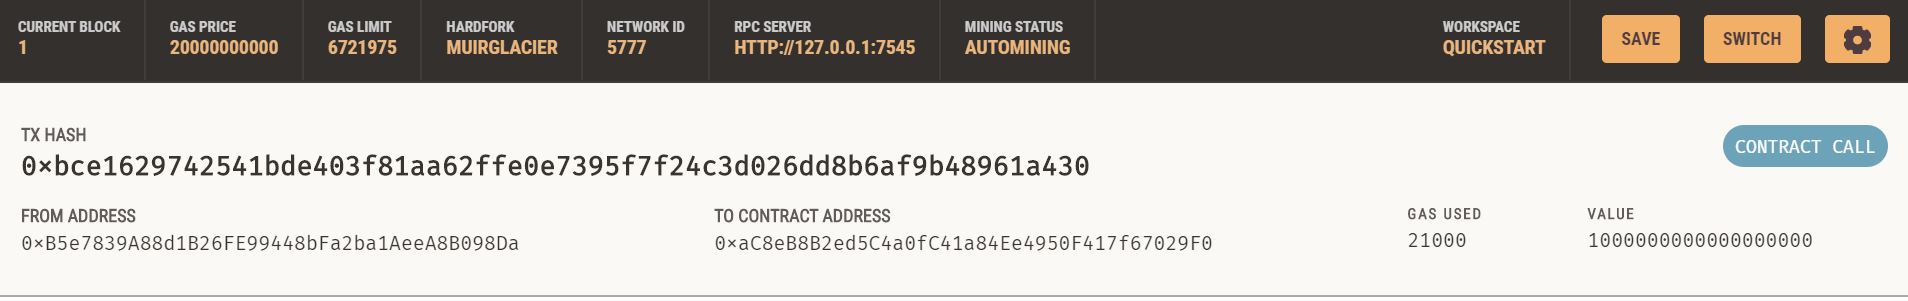 CURRENT BLOCK GAS PRICE GAS LIMIT HARDFORK NETWORK ID RPC SERVER MINING STATUS WORKSPACE
1 20000000000 6721975 MUIRGLACIER 5777 HTTP://127.0.0.1:7545 AUTOMINING QUICKSTART SAVE SWITCH
TX HASH
0×bce1629742541bde403f81aa62ffe0e7395f7f24c3d026dd8b6af9b48961a430 CONTRACT CALL
FROM ADDRESS TO CONTRACT ADDRESS GAS USED VALUE
0×B5e7839A88d1B26FE99448bFa2ba1AeeA8B098Da 0×aC8eB8B2ed5C4a0fC41a84Ee4950F417f67029F0 21000 1000000000000000000